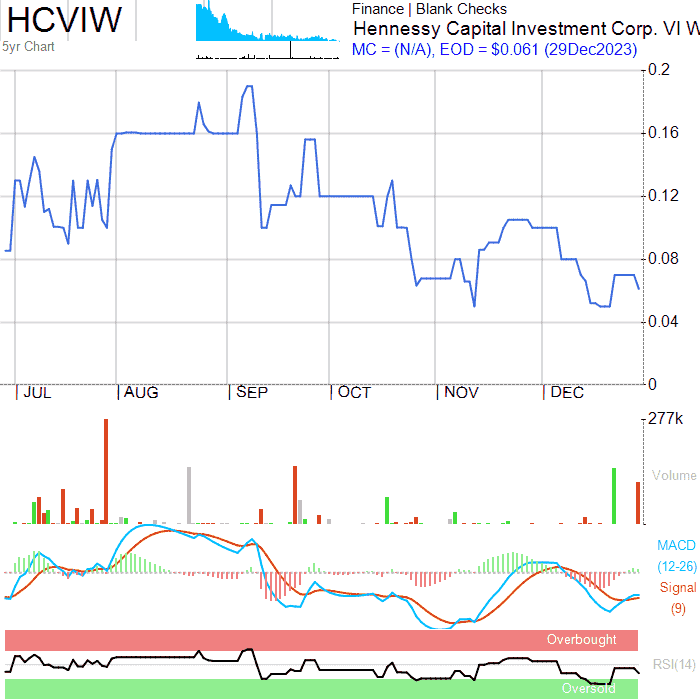 HCVIW
5yr Chart
Finance | Blank Checks
Hennessy Capital Investment Corp. VI W
MC = (N/A), EOD = $0.061 (29Dec2023)
0.2
0.16
0.12
0.08
0.04
0
JUL AUG SEP OCT NOV DEC
277k
Volume
MACD
(12-26)
Signal
(9)
Overbought
RSI(14)
Oversold